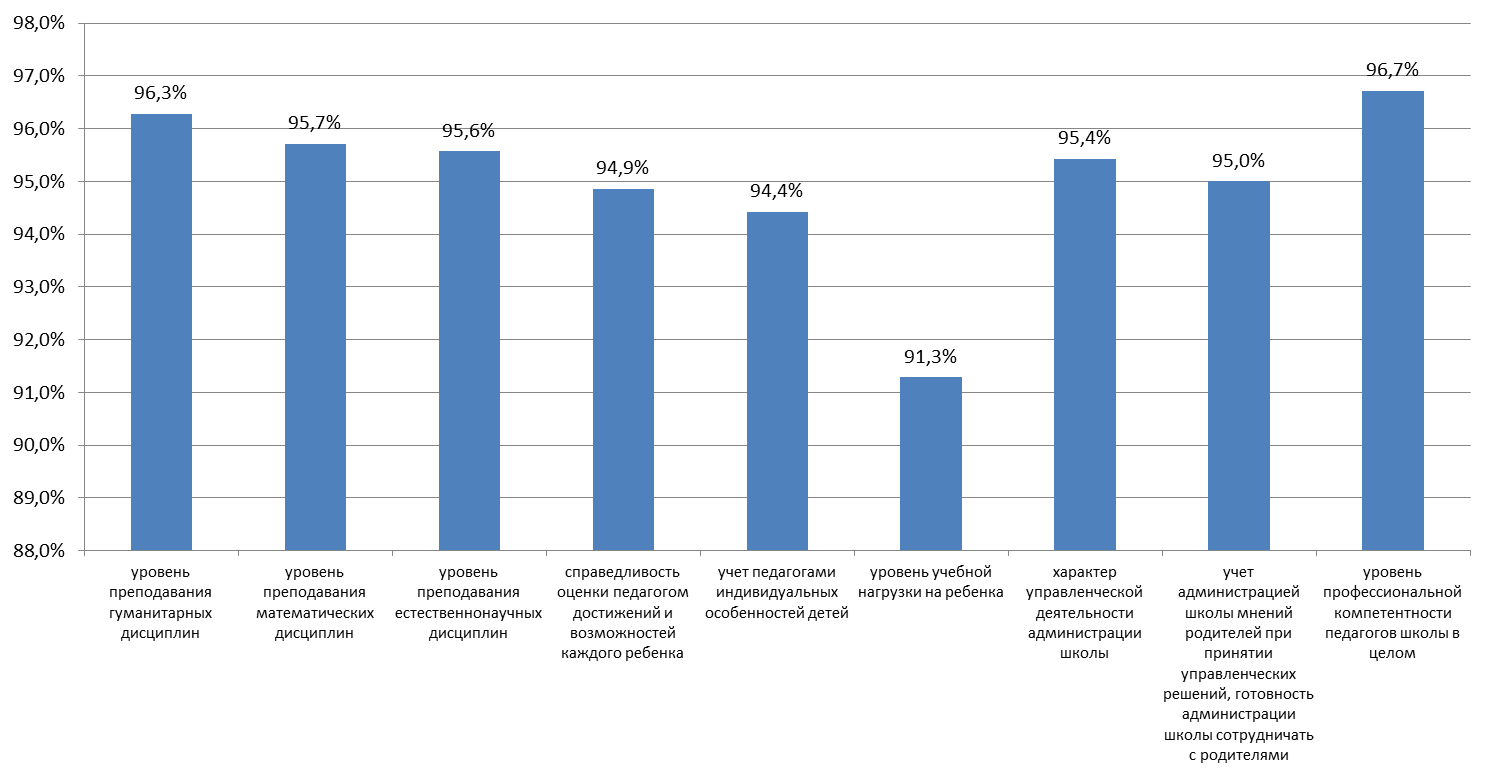 98,0%
97,0%
96,0%
95,0%
94,0%
93,0%
92,0%
91,0%
90,0%
89,0%
88,0%
96,3%
95,7%
95,6%
94,9%
94,4%
91,3%
95,4%
95,0%
96,7%
уровень
преподавания
гуманитарных
дисциплин
уровень
преподавания
математических
дисциплин
уровень
преподавания
естественнонаучных
дисциплин
справедливость
оценки педагогом
достижений и
возможностей
каждого ребенка
учет педагогами
индивидуальных
особенностей детей
уровень учебной
нагрузки на ребенка
характер
управленческой
деятельности
администрации
школы
учет
администрацией
школы мнений
родителей при
принятии
управленческих
решений, готовность
администрации
школы сотрудничать
с родителями
уровень
профессиональной
компетентности
педагогов школы в
целом